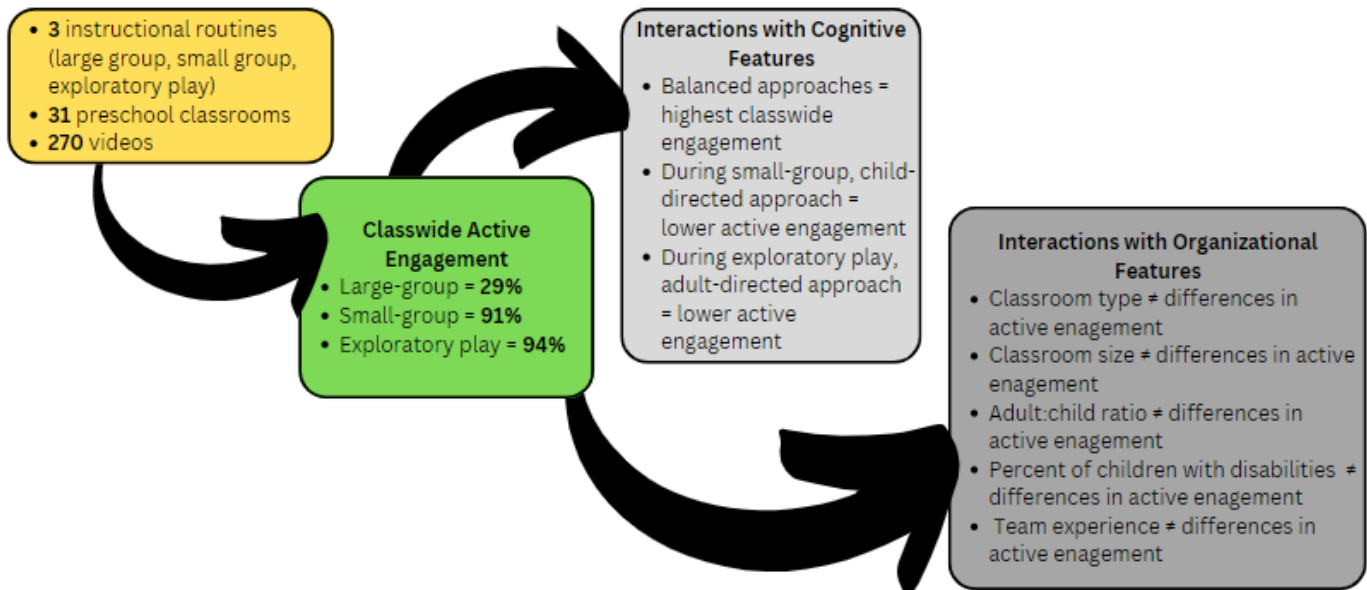 • 3 instructional routines
(large group, small group,
exploratory play)
• 31 preschool classrooms
• 270 videos
Classwide Active
Engagement
• Large-group = 29%
• Small-group = 91%
• Exploratory play = 94%
Interactions with Cognitive
Features
• Balanced approaches =
highest classwide
engagement
• During small-group, child-
directed approach =
lower active engagement
• During exploratory play,
adult-directed approach
= lower active
engagement
Interactions with Organizational
Features
• Classroom type ≠ differences in
active enagement
• Classroom size ≠ differences in active
enagement
• Adult:child ratio ≠ differences in
active enagement
• Percent of children with disabilities ≠
differences in active enagement
• Team experience ≠ differences in
active enagement